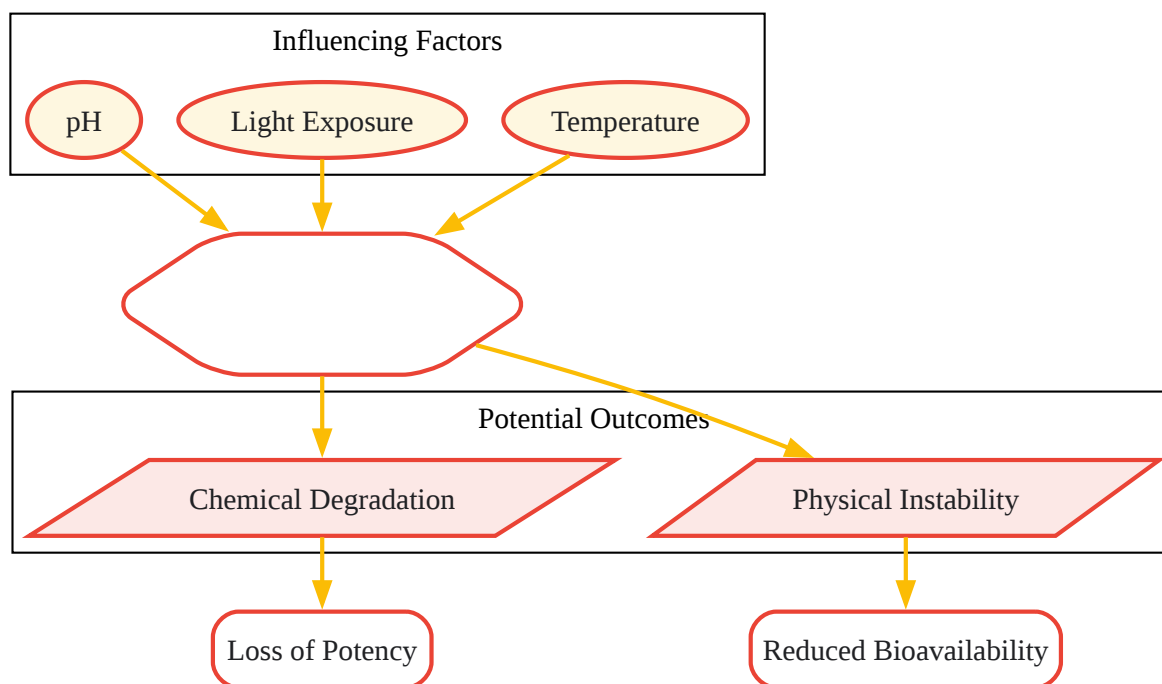 Influencing Factors
pH
Light Exposure
Temperature
Potential Outcomes
Chemical Degradation
Physical Instability
Loss of Potency
Reduced Bioavailability